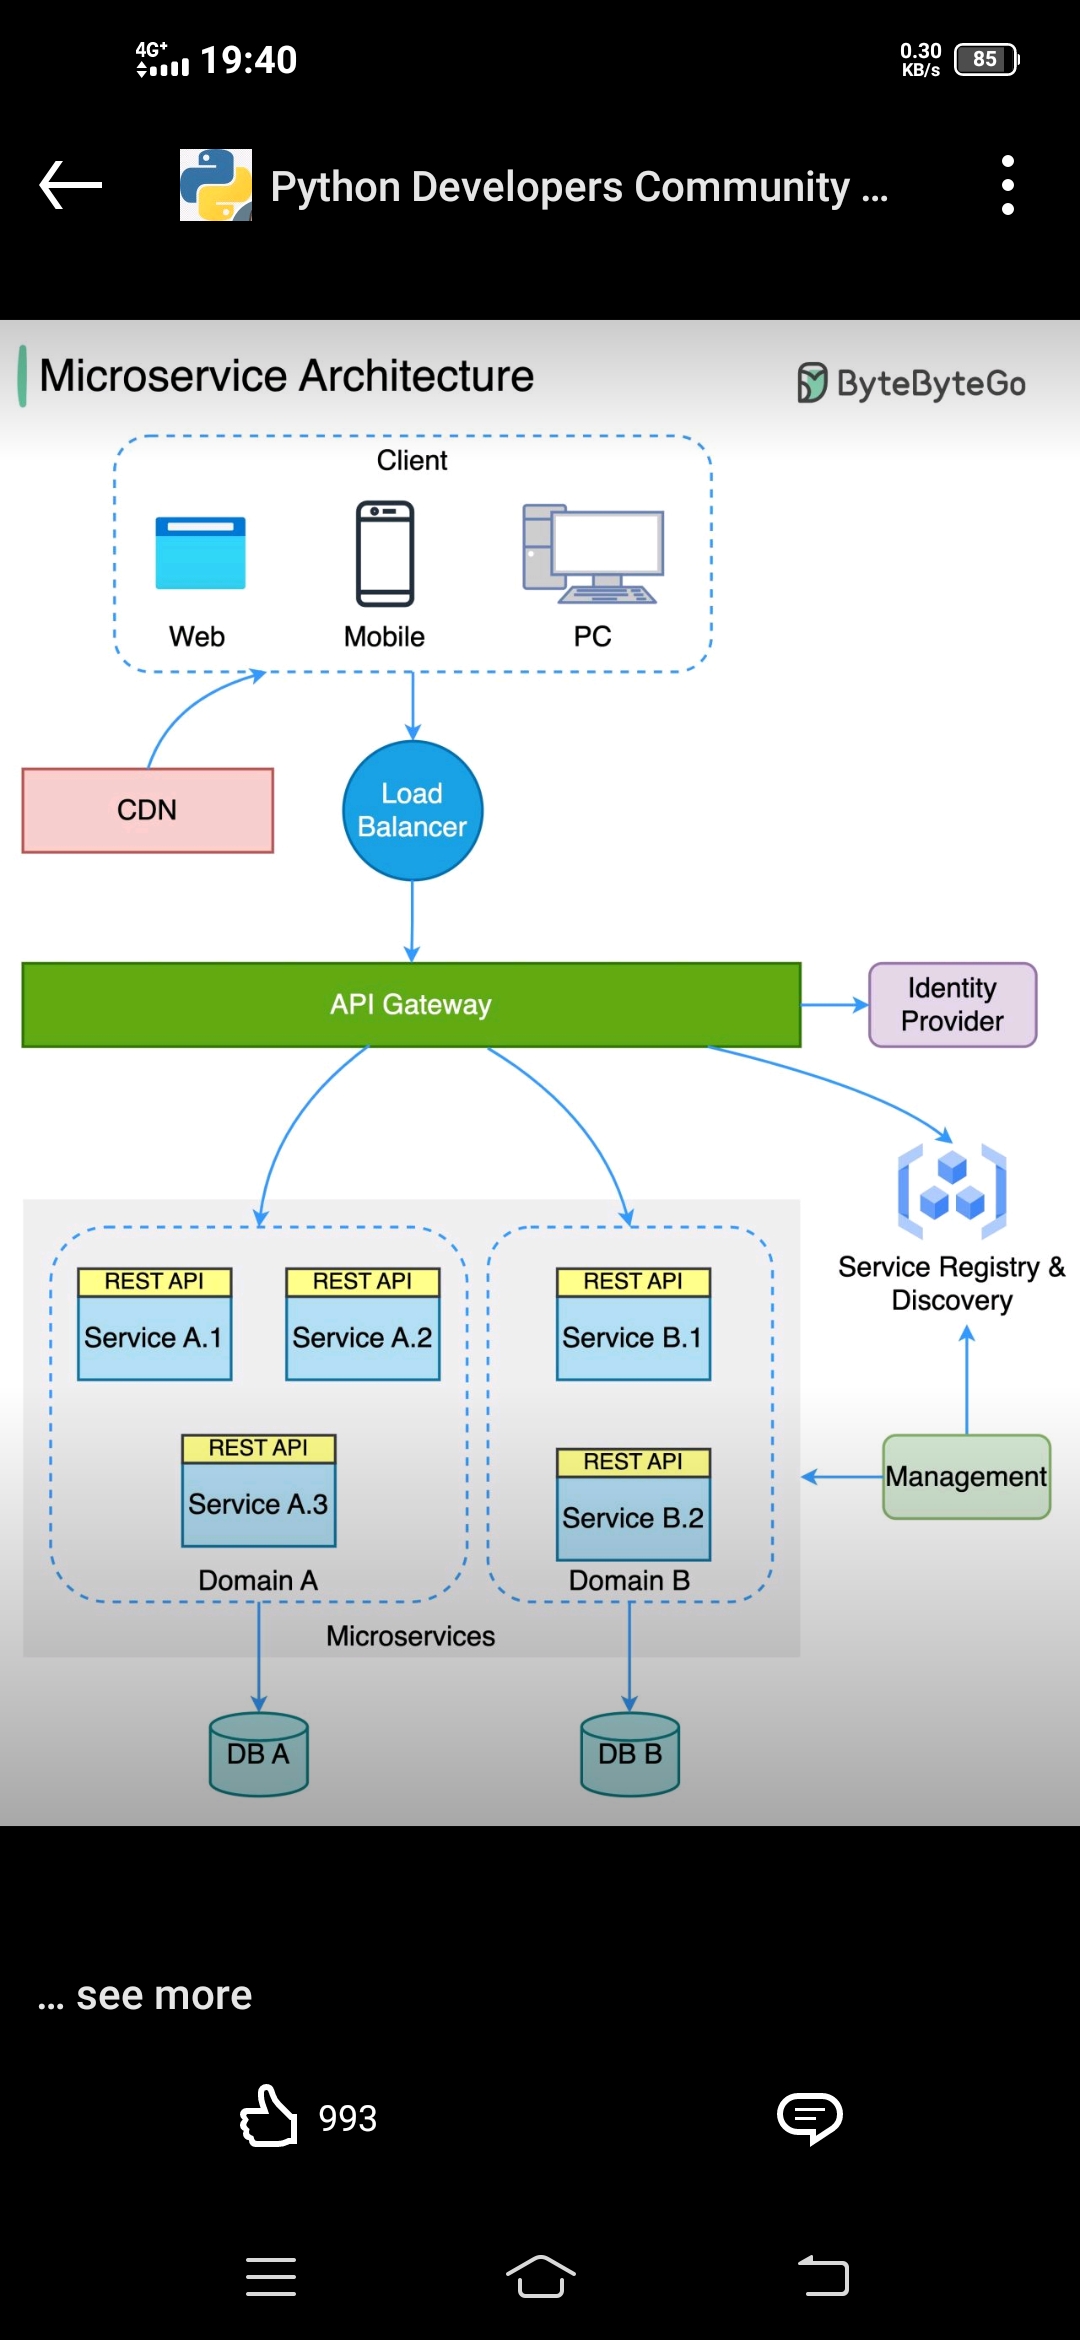 4G+
19:40
0.30
KB/s
85
Python Developers Community ...
Microservice Architecture
ByteByteGo
Client
Web
Mobile
PC
CDN
Load
Balancer
API Gateway
Identity
Provider
REST API
REST API
REST API
Service A.1
Service A.2
Service B.1
Service Registry &
Discovery
REST API
Service A.3
REST API
Service B.2
Management
Domain A
Domain B
Microservices
DB A
DB B
... see more
993